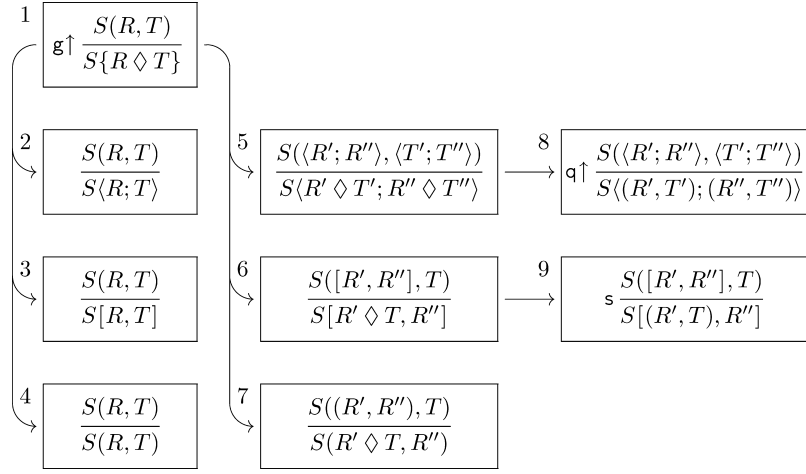 1
g↑ S(R, T) / S{R ◇ T}
2
S(R, T) / S⟨R; T⟩
5
S(⟨R′; R″⟩, ⟨T′; T″⟩) / S⟨R′ ◇ T′; R″ ◇ T″⟩
8
q↑ S(⟨R′; R″⟩, ⟨T′; T″⟩) / S⟨(R′, T′); (R″, T″)⟩
3
S(R, T) / S[R, T]
6
S([R′, R″], T) / S[R′ ◇ T, R″]
9
s S([R′, R″], T) / S[(R′, T), R″]
4
S(R, T) / S(R, T)
7
S((R′, R″), T) / S(R′ ◇ T, R″)